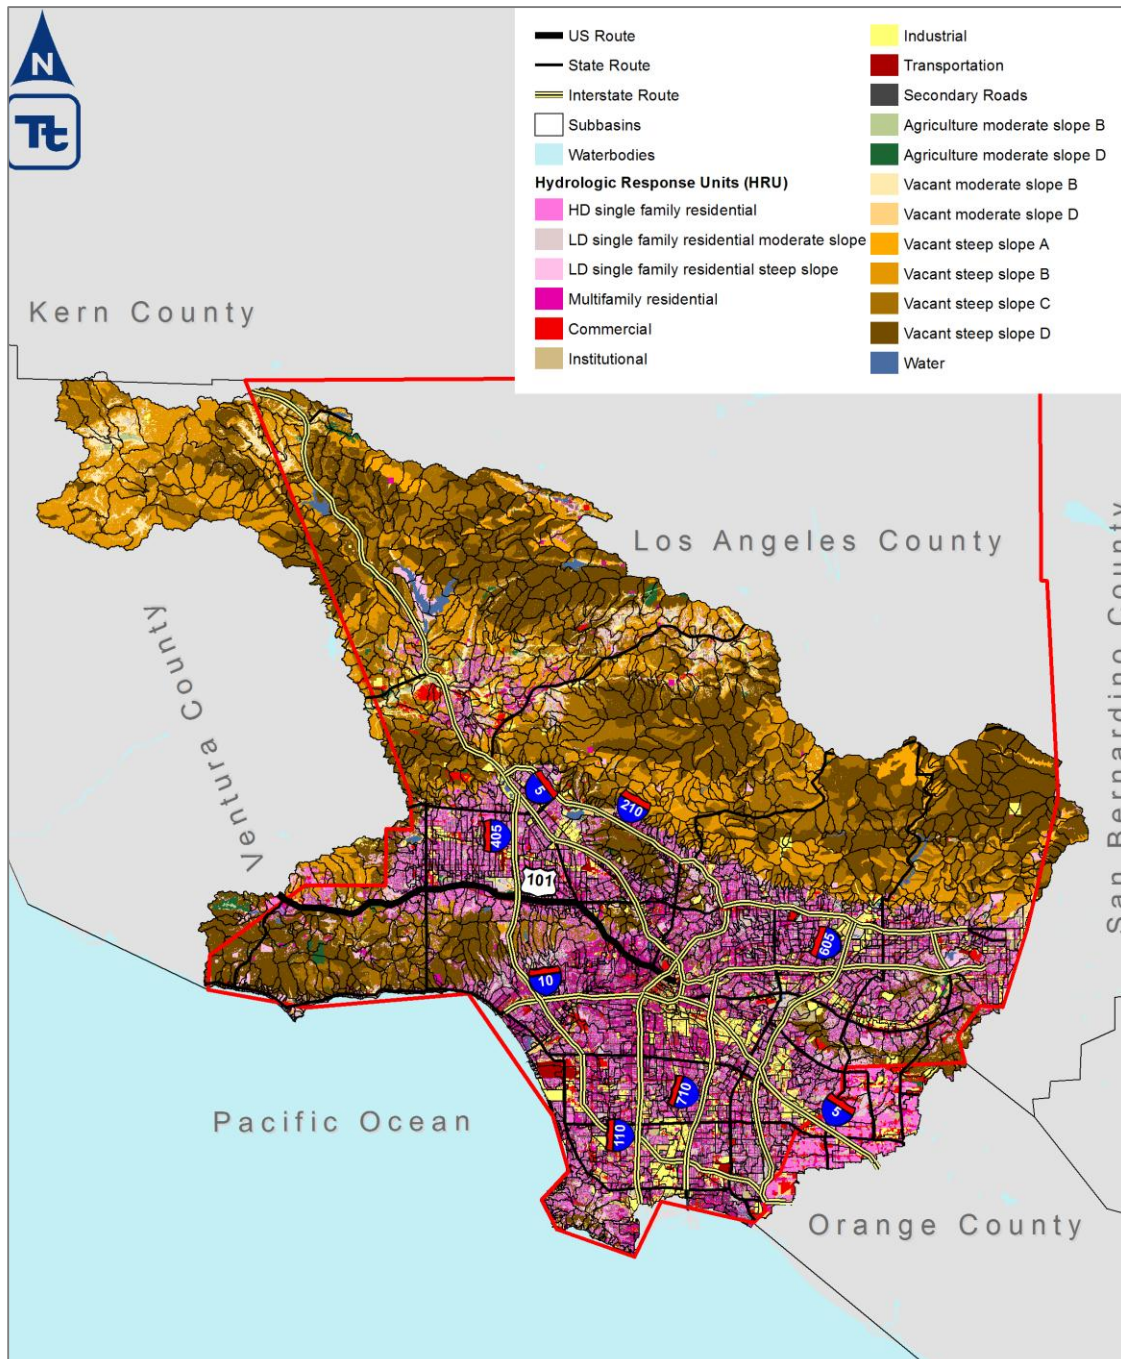 N
Tt
US Route
State Route
Interstate Route
Subbasins
Waterbodies
Hydrologic Response Units (HRU)
HD single family residential
LD single family residential moderate slope
LD single family residential steep slope
Multifamily residential
Commercial
Institutional
Industrial
Transportation
Secondary Roads
Agriculture moderate slope B
Agriculture moderate slope D
Vacant moderate slope B
Vacant moderate slope D
Vacant steep slope A
Vacant steep slope B
Vacant steep slope C
Vacant steep slope D
Water
Kern County
Los Angeles County
San Bernardino County
Ventura County
5
210
405
101
605
10
710
5
110
Pacific Ocean
Orange County